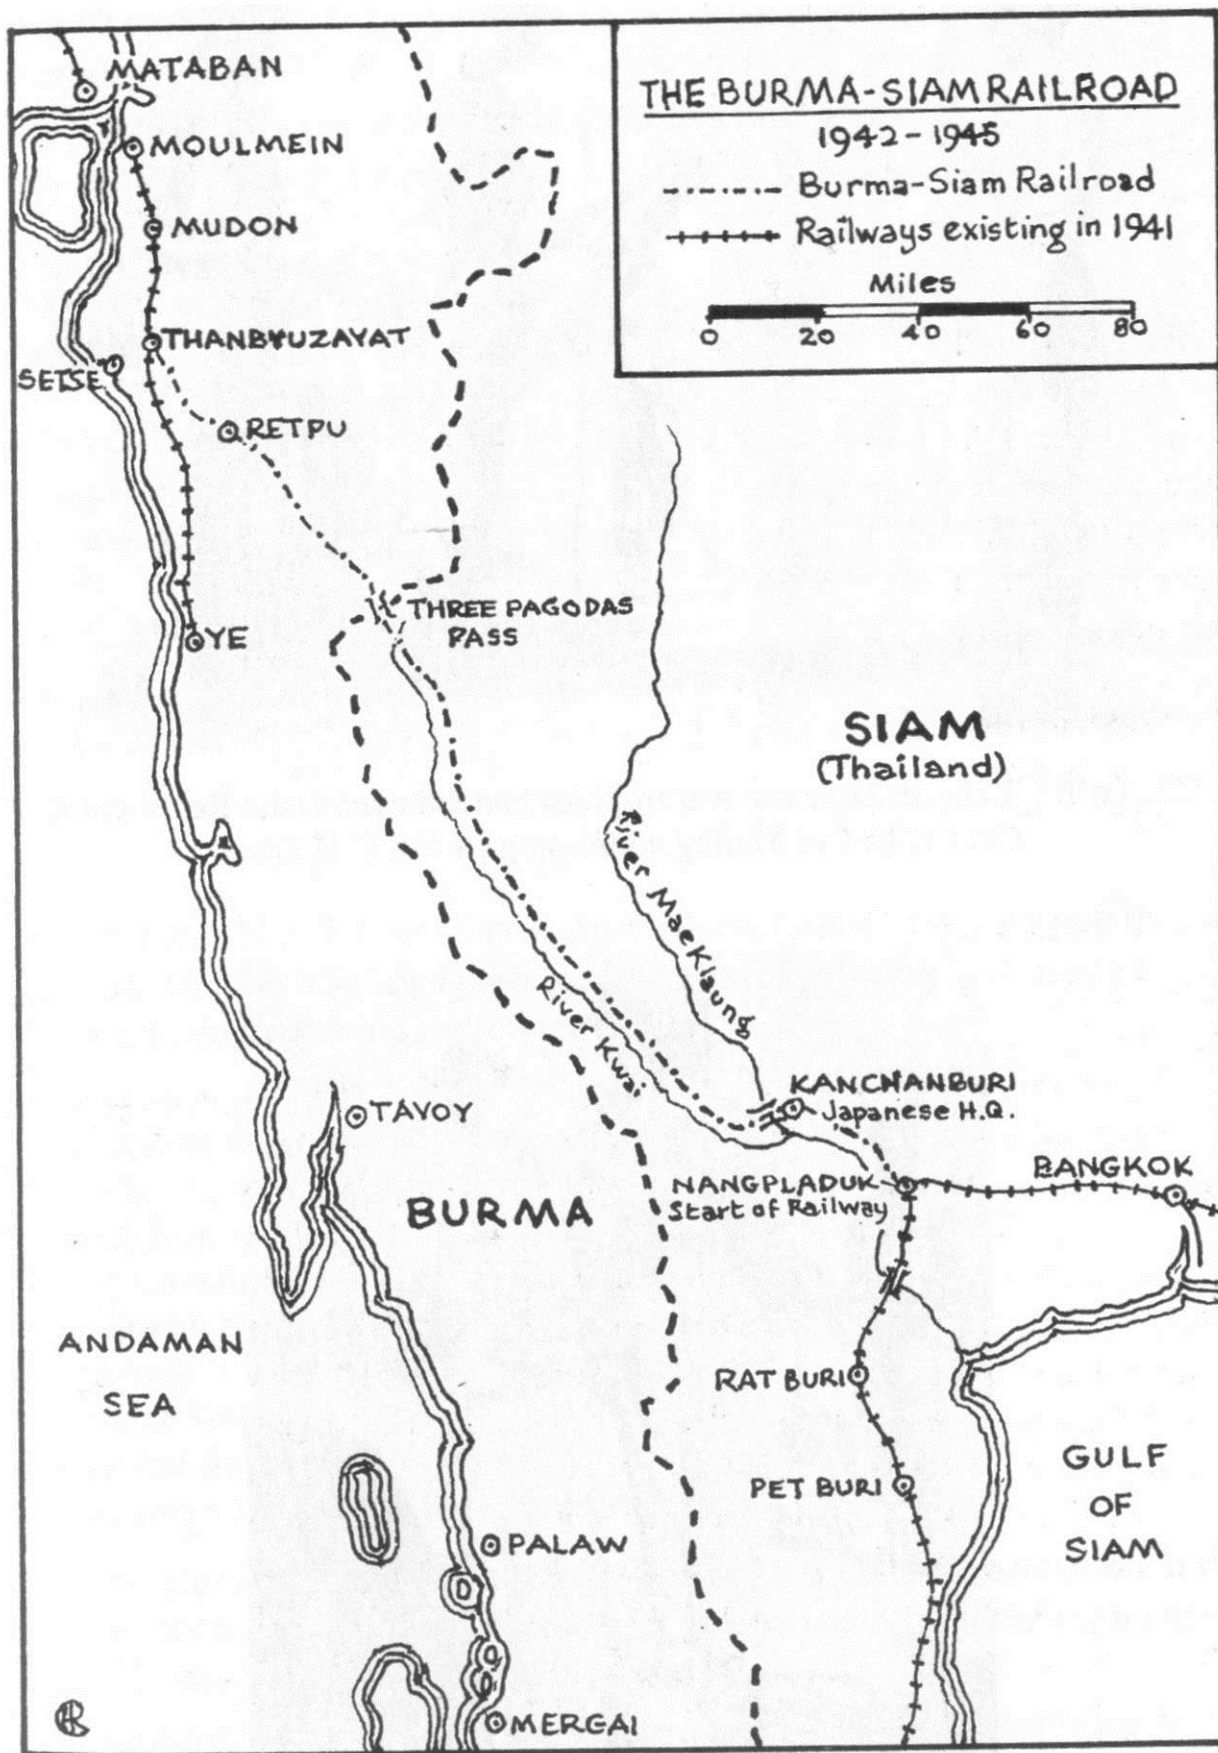 THE BURMA-SIAM RAILROAD
1942-1945
Burma-Siam Railroad
Railways existing in 1941
Miles
0 20 40 60 80
MATABAN
MOULMEIN
MUDON
THANBYUZAYAT
SETSE
RETPU
THREE PAGODAS
PASS
YE
SIAM
(Thailand)
River MaeKlaung
River Kwai
KANCHANBURI
Japanese H.Q.
TAVOY
BANGKOK
NANGPLADUK
Start of Railway
BURMA
ANDAMAN
SEA
RAT BURI
GULF
OF
SIAM
PET BURI
PALAW
MERGAI